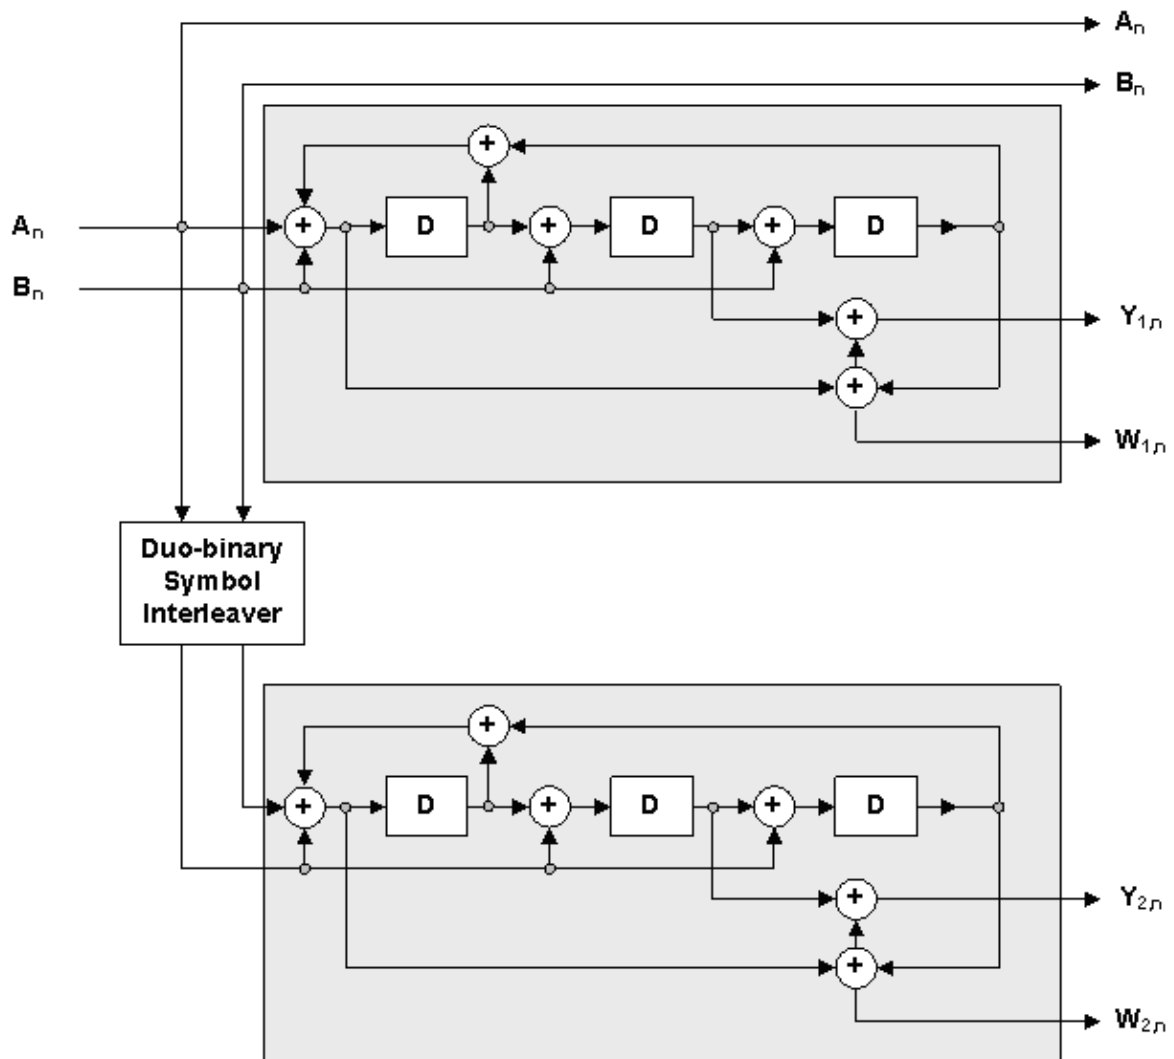 Aₙ
Bₙ
+
+ D + D + D
Aₙ
Bₙ
+ Y₁,ₙ
+
W₁,ₙ
Duo-binary
Symbol
Interleaver
+
+ D + D + D
+ Y₂,ₙ
+
W₂,ₙ